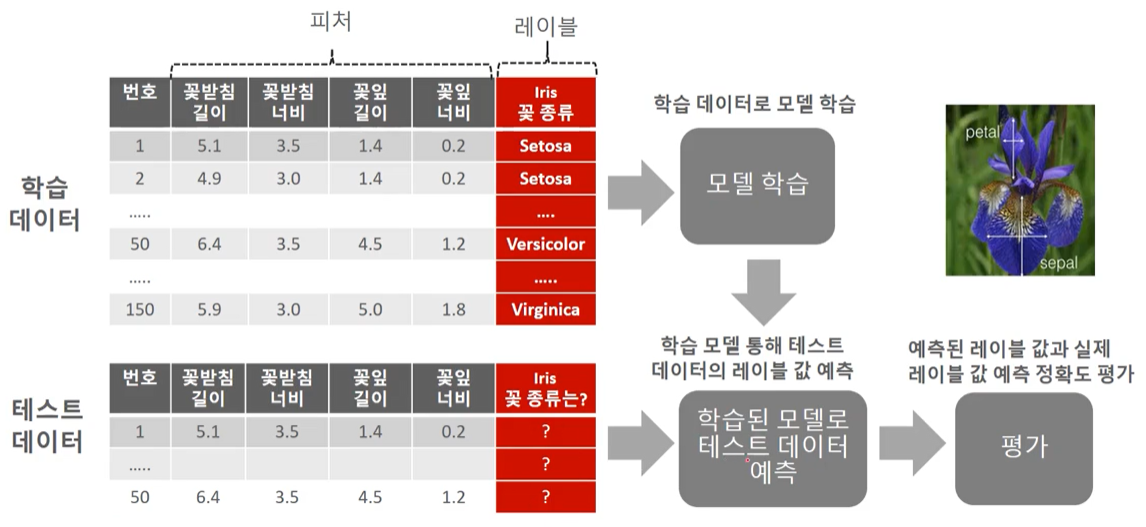 피처
레이블
번호 꽃받침 길이 꽃받침 너비 꽃잎 길이 꽃잎 너비 Iris 꽃 종류
1 5.1 3.5 1.4 0.2 Setosa
2 4.9 3.0 1.4 0.2 Setosa
..... ....
50 6.4 3.5 4.5 1.2 Versicolor
..... .....
150 5.9 3.0 5.0 1.8 Virginica
학습
데이터
학습 데이터로 모델 학습
모델 학습
petal
sepal
번호 꽃받침 길이 꽃받침 너비 꽃잎 길이 꽃잎 너비 Iris 꽃 종류는?
1 5.1 3.5 1.4 0.2 ?
..... ?
50 6.4 3.5 4.5 1.2 ?
테스트
데이터
학습 모델 통해 테스트
데이터의 레이블 값 예측
학습된 모델로
테스트 데이터
예측
예측된 레이블 값과 실제
레이블 값 예측 정확도 평가
평가